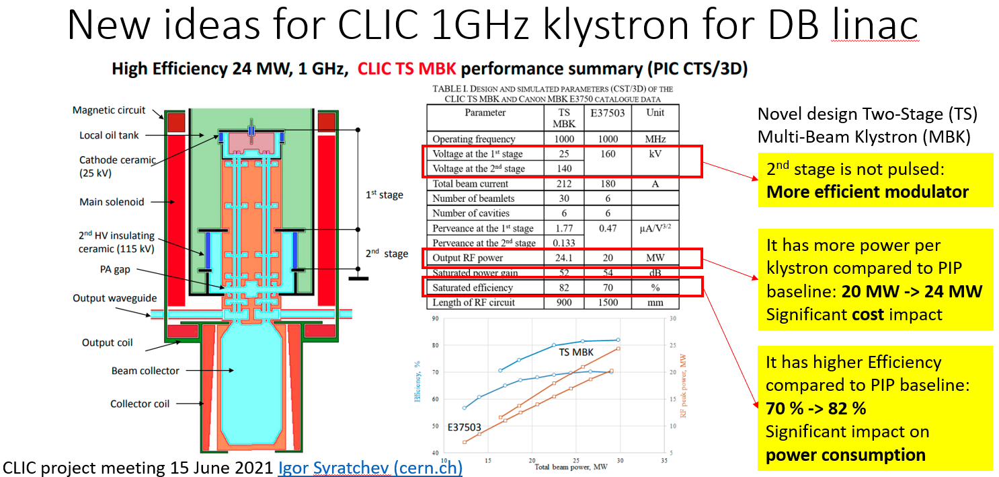 New ideas for CLIC 1GHz klystron for DB linac
High Efficiency 24 MW, 1 GHz, CLIC TS MBK performance summary (PIC CTS/3D)
Magnetic circuit
Local oil tank
Cathode ceramic
(25 kV)
Main solenoid
2nd HV insulating
ceramic (115 kV)
PA gap
Output waveguide
Output coil
Beam collector
Collector coil
1st stage
2nd stage
TABLE I. DESIGN AND SIMULATED PARAMETERS (CST/3D) OF THE
CLIC TS MBK AND CANON MBK E3750 CATALOGUE DATA
Parameter TS MBK E37503 Unit
Operating frequency 1000 1000 MHz
Voltage at the 1st stage 25 160 kV
Voltage at the 2nd stage 140
Total beam current 212 180 A
Number of beamlets 30 6
Number of cavities 6 6
Perveance at the 1st stage 1.77 0.47 μA/V3/2
Perveance at the 2nd stage 0.133
Output RF power 24.1 20 MW
Saturated power gain 52 54 dB
Saturated efficiency 82 70 %
Length of RF circuit 900 1500 mm
90
80
70
60
50
40
Efficiency, %
TS MBK
E37503
30
25
20
15
10
5
RF peak power, MW
10 15 20 25 30 35
Total beam power, MW
Novel design Two-Stage (TS)
Multi-Beam Klystron (MBK)
2nd stage is not pulsed:
More efficient modulator
It has more power per
klystron compared to PIP
baseline: 20 MW -> 24 MW
Significant cost impact
It has higher Efficiency
compared to PIP baseline:
70 % -> 82 %
Significant impact on
power consumption
CLIC project meeting 15 June 2021 Igor Syratchev (cern.ch)